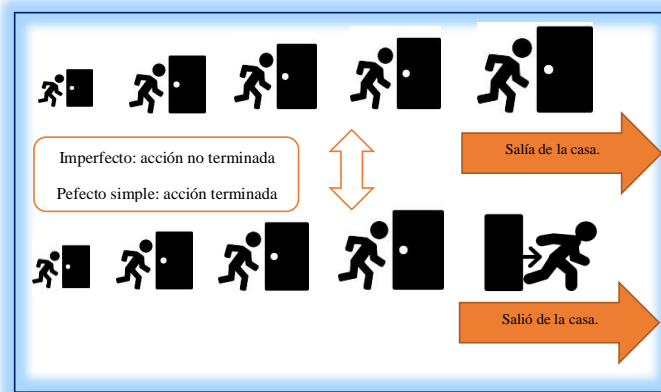 Salía de la casa.
Imperfecto: acción no terminada
Pefecto simple: acción terminada
Salió de la casa.